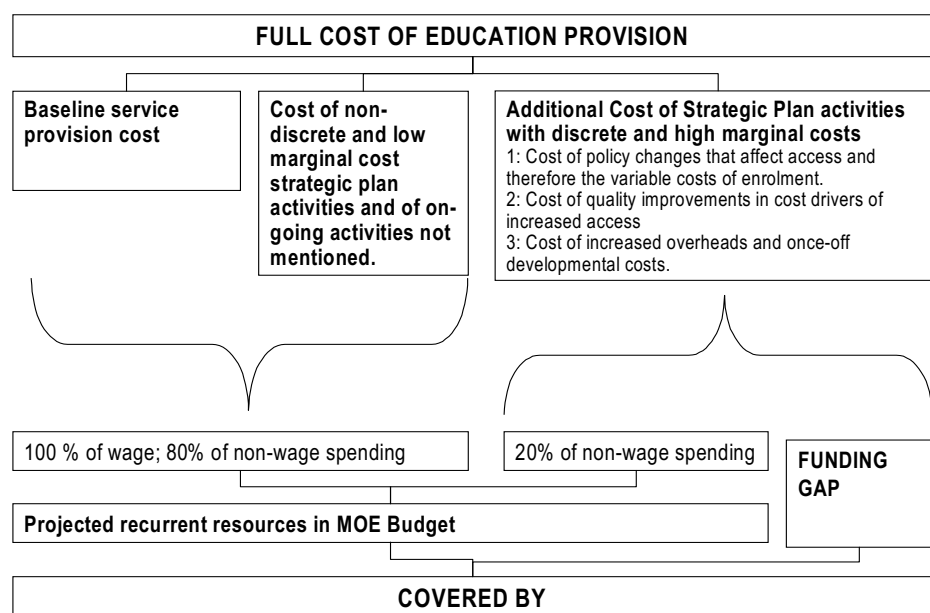 FULL COST OF EDUCATION PROVISION
Baseline service
provision cost
Cost of non-
discrete and low
marginal cost
strategic plan
activities and of on-
going activities not
mentioned.
Additional Cost of Strategic Plan activities
with discrete and high marginal costs
1: Cost of policy changes that affect access and
therefore the variable costs of enrolment.
2: Cost of quality improvements in cost drivers of
increased access
3: Cost of increased overheads and once-off
developmental costs.
100 % of wage; 80% of non-wage spending
20% of non-wage spending
FUNDING
GAP
Projected recurrent resources in MOE Budget
COVERED BY